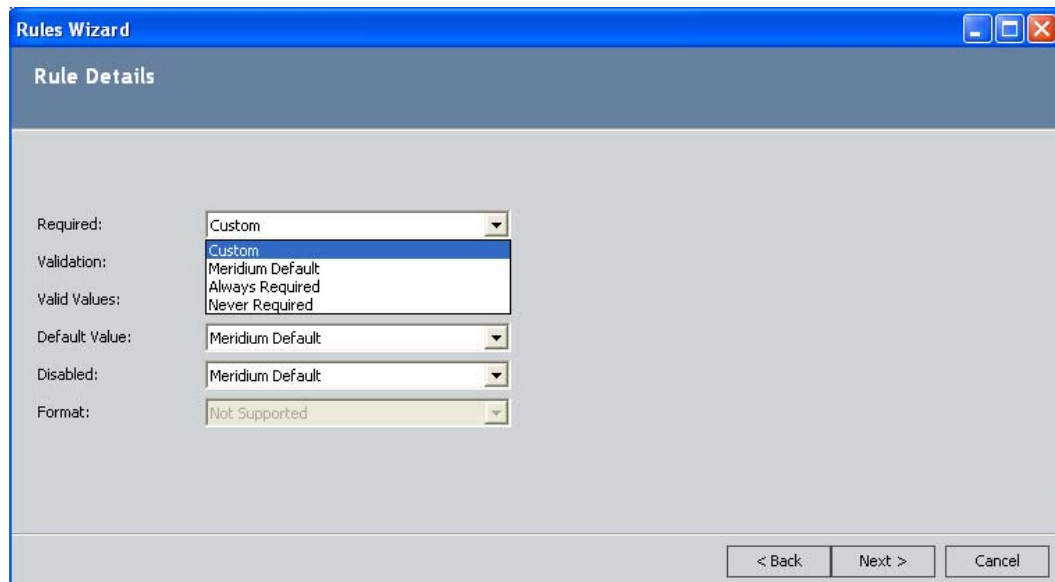 Rules Wizard
Rule Details
Required:
Custom
Custom
Meridium Default
Always Required
Never Required
Validation:
Valid Values:
Default Value:
Meridium Default
Disabled:
Meridium Default
Format:
Not Supported
< Back
Next >
Cancel